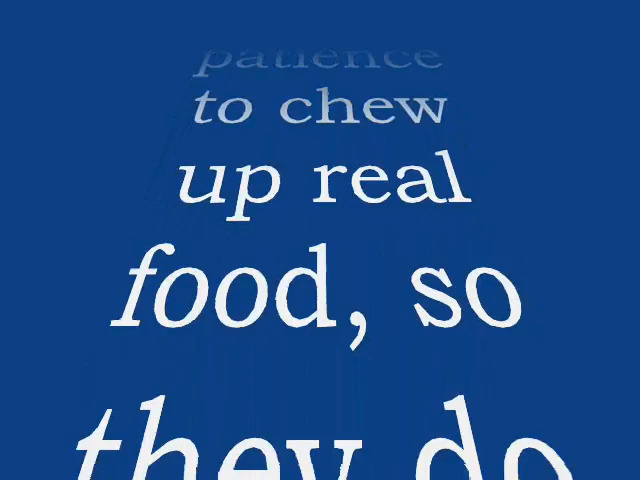 patience
to chew
up real
food, so
they do